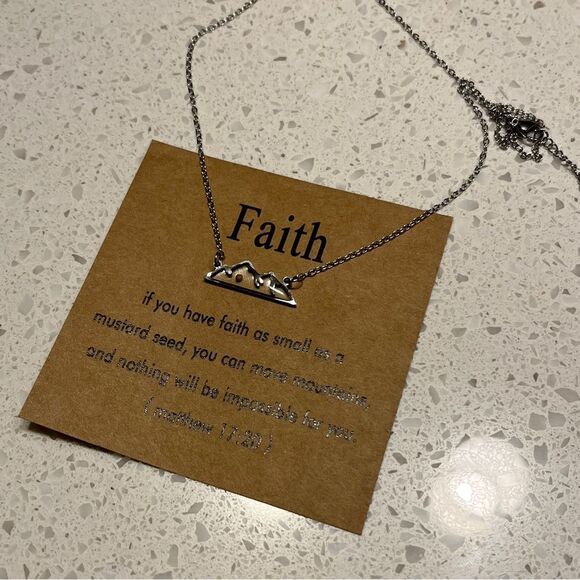 Faith
if you have faith as small as a
mustard seed, you can move mountains,
and nothing will be impossible for you.
( matthew 17:20 )